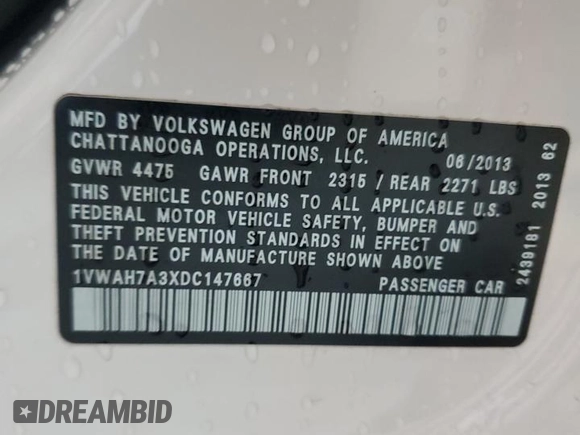 MFD BY VOLKSWAGEN GROUP OF AMERICA
CHATTANOOGA OPERATIONS, LLC. 06/2013
GVWR 4475 GAWR FRONT 2315 / REAR 2271 LBS
THIS VEHICLE CONFORMS TO ALL APPLICABLE U.S.
FEDERAL MOTOR VEHICLE SAFETY, BUMPER AND
THEFT PREVENTION STANDARDS IN EFFECT ON
THE DATE OF MANUFACTURE SHOWN ABOVE.
1VWAH7A3XDC147667 PASSENGER CAR
2439181 2013 62
DREAMBID